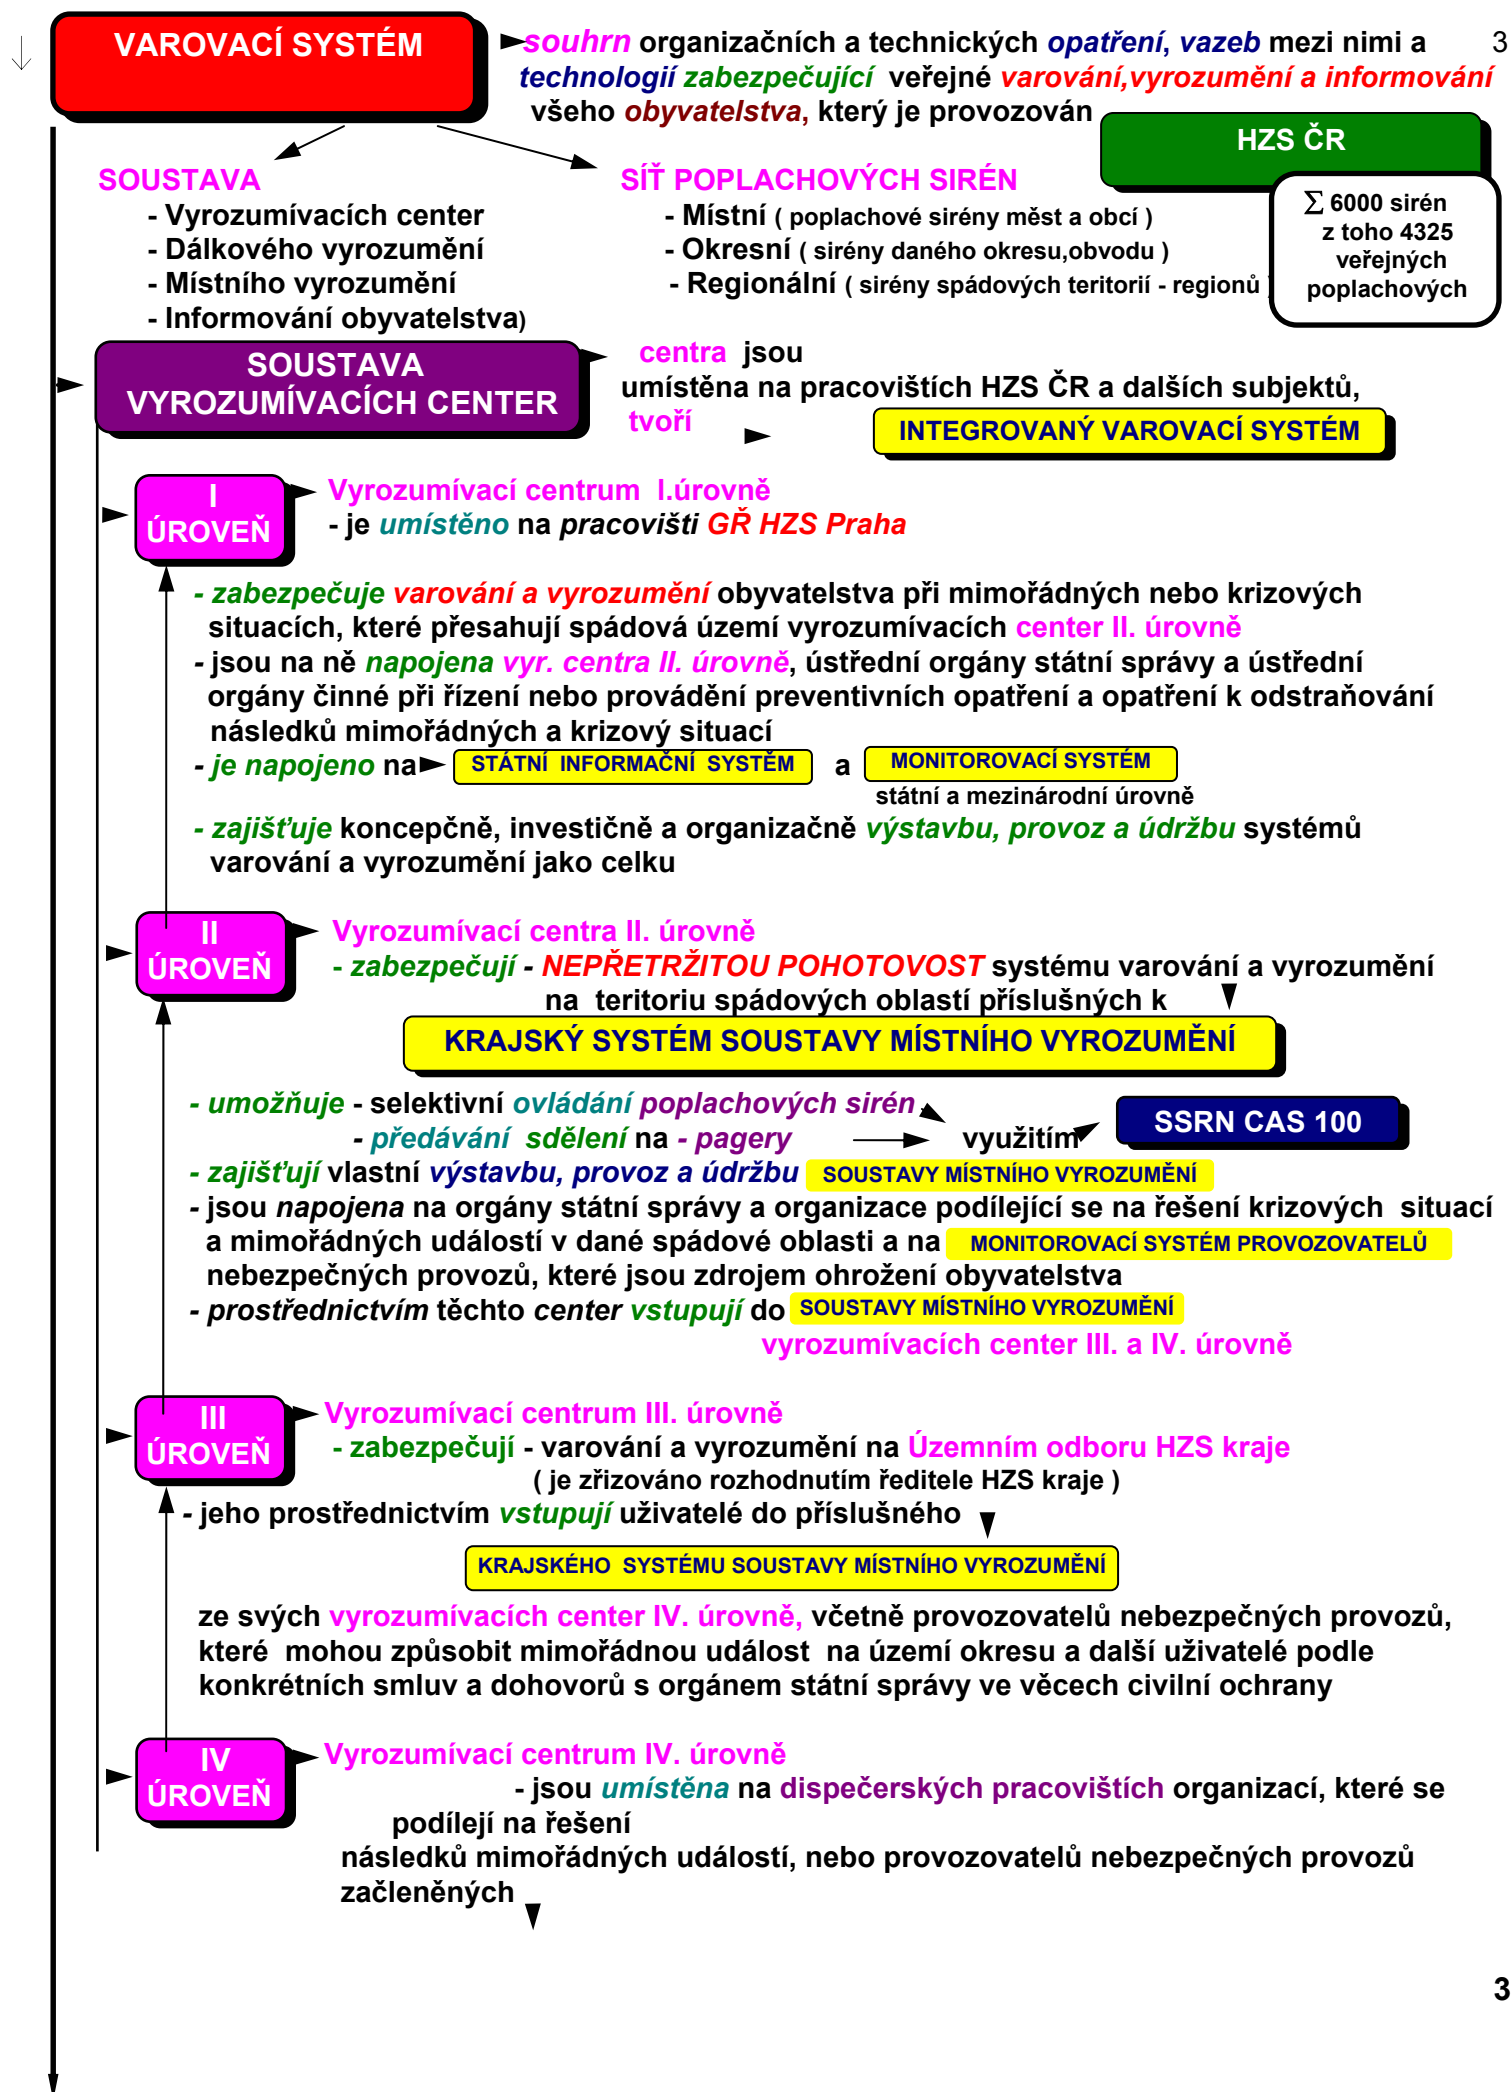 VAROVACÍ SYSTÉM
souhrn organizačních a technických opatření, vazeb mezi nimi a
3
technologií zabezpečující veřejné varování,vyrozumění a informování
všeho obyvatelstva, který je provozován
HZS ČR
SOUSTAVA
- Vyrozumívacích center
- Dálkového vyrozumění
- Místního vyrozumění
- Informování obyvatelstva)
SÍŤ POPLACHOVÝCH SIRÉN
- Místní ( poplachové sirény měst a obcí )
- Okresní ( sirény daného okresu,obvodu )
- Regionální ( sirény spádových teritorií - regionů )
∑ 6000 sirén
z toho 4325
veřejných
poplachových
SOUSTAVA
VYROZUMÍVACÍCH CENTER
centra jsou
umístěna na pracovištích HZS ČR a dalších subjektů,
tvoří
INTEGROVANÝ VAROVACÍ SYSTÉM
I
ÚROVEŇ
Vyrozumívací centrum I.úrovně
- je umístěno na pracovišti GŘ HZS Praha
- zabezpečuje varování a vyrozumění obyvatelstva při mimořádných nebo krizových
situacích, které přesahují spádová území vyrozumívacích center II. úrovně
- jsou na ně napojena vyr. centra II. úrovně, ústřední orgány státní správy a ústřední
orgány činné při řízení nebo provádění preventivních opatření a opatření k odstraňování
následků mimořádných a krizový situací
- je napojeno na STÁTNÍ INFORMAČNÍ SYSTĚM a MONITOROVACÍ SYSTÉM
státní a mezinárodní úrovně
- zajišťuje koncepčně, investičně a organizačně výstavbu, provoz a údržbu systémů
varování a vyrozumění jako celku
II
ÚROVEŇ
Vyrozumívací centra II. úrovně
- zabezpečují - NEPŘETRŽITOU POHOTOVOST systému varování a vyrozumění
na teritoriu spádových oblastí příslušných k
KRAJSKÝ SYSTÉM SOUSTAVY MÍSTNÍHO VYROZUMĚNÍ
- umožňuje - selektivní ovládání poplachových sirén
- předávání sdělení na - pagery využitím
SSRN CAS 100
- zajišťují vlastní výstavbu, provoz a údržbu SOUSTAVY MÍSTNÍHO VYROZUMĚNÍ
- jsou napojena na orgány státní správy a organizace podílející se na řešení krizových situací
a mimořádných událostí v dané spádové oblasti a na MONITOROVACÍ SYSTÉM PROVOZOVATELŮ
nebezpečných provozů, které jsou zdrojem ohrožení obyvatelstva
- prostřednictvím těchto center vstupují do SOUSTAVY MÍSTNÍHO VYROZUMĚNÍ
vyrozumívacích center III. a IV. úrovně
III
ÚROVEŇ
Vyrozumívací centrum III. úrovně
- zabezpečují - varování a vyrozumění na Územním odboru HZS kraje
( je zřizováno rozhodnutím ředitele HZS kraje )
- jeho prostřednictvím vstupují uživatelé do příslušného
KRAJSKÉHO SYSTÉMU SOUSTAVY MÍSTNÍHO VYROZUMĚNÍ
ze svých vyrozumívacích center IV. úrovně, včetně provozovatelů nebezpečných provozů,
které mohou způsobit mimořádnou událost na území okresu a další uživatelé podle
konkrétních smluv a dohovorů s orgánem státní správy ve věcech civilní ochrany
IV
ÚROVEŇ
Vyrozumívací centrum IV. úrovně
- jsou umístěna na dispečerských pracovištích organizací, které se
podílejí na řešení
následků mimořádných událostí, nebo provozovatelů nebezpečných provozů
začleněných
3